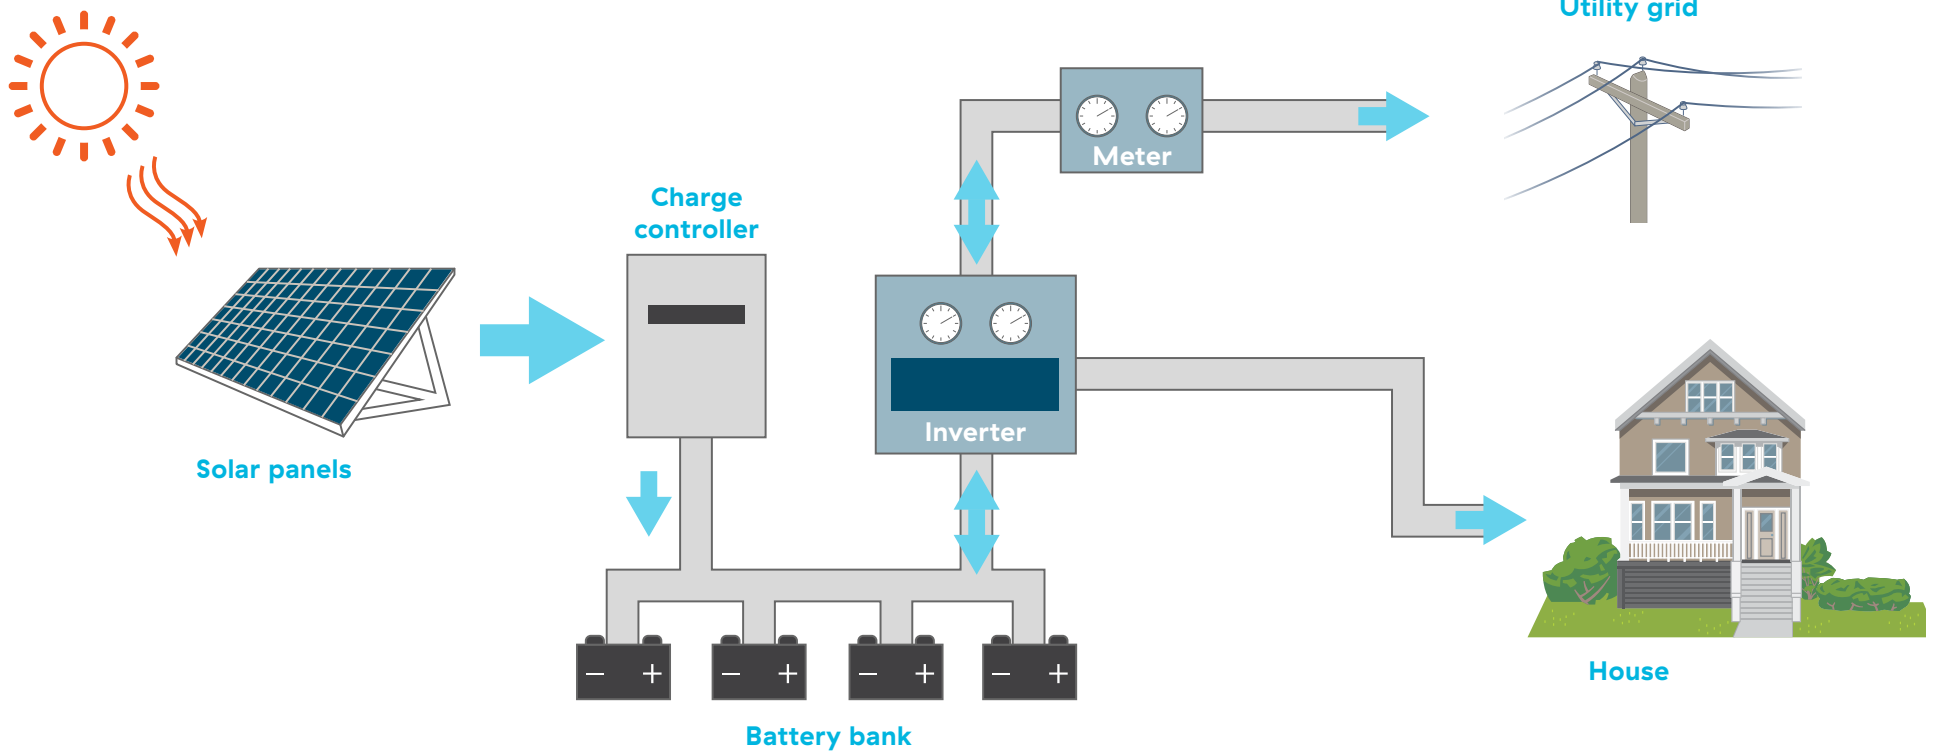 Utility grid
Meter
Charge
controller
Inverter
Solar panels
− +
− +
− +
− +
House
Battery bank